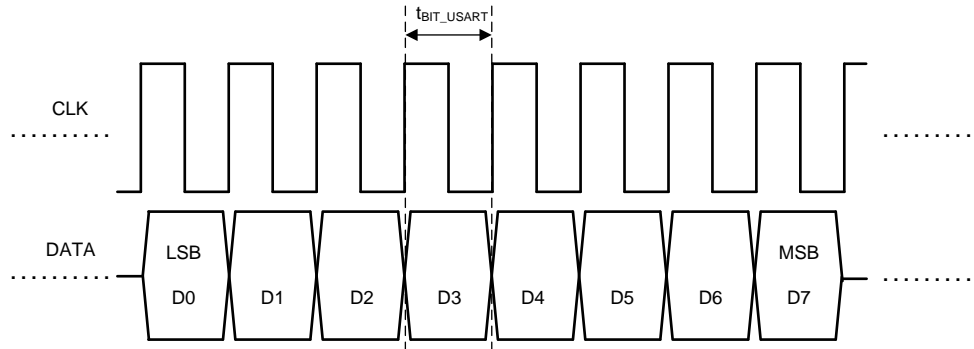 tBIT_USART
CLK
DATA
LSB
MSB
D0 D1 D2 D3 D4 D5 D6 D7